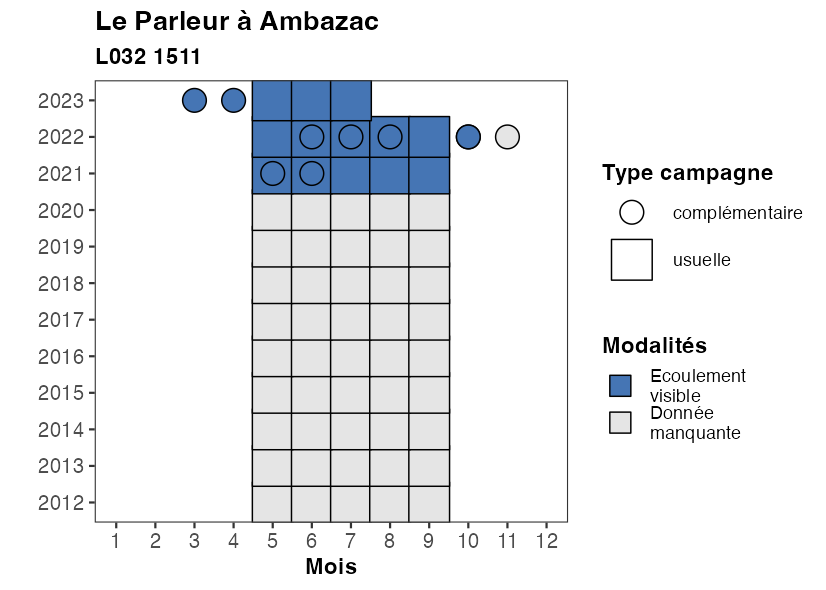 Le Parleur à Ambazac
L032 1511
2023
2022
2021
2020
2019
2018
2017
2016
2015
2014
2013
2012
1 2 3 4 5 6 7 8 9 10 11 12
Mois
Type campagne
complémentaire
usuelle
Modalités
Ecoulement
visible
Donnée
manquante